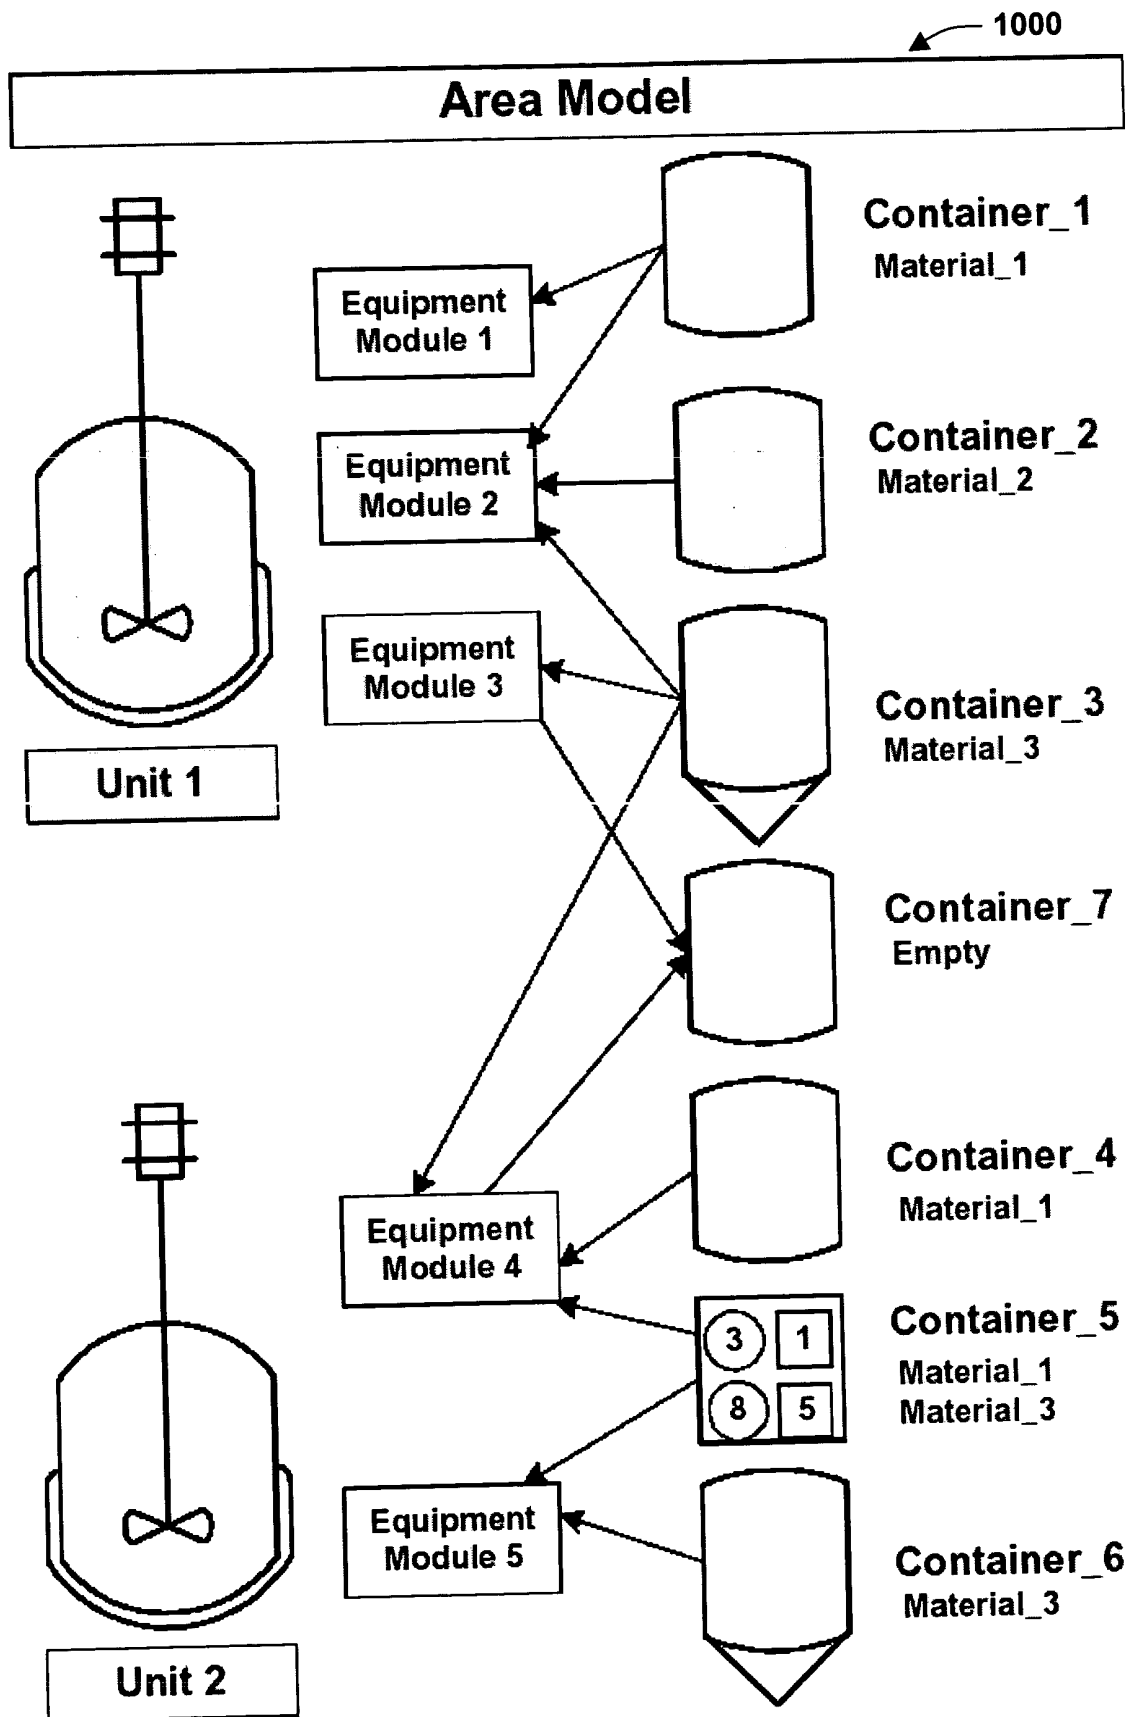 1000
Area Model
Container_1
Material_1
Equipment
Module 1
Container_2
Material_2
Equipment
Module 2
Equipment
Module 3
Container_3
Material_3
Unit 1
Container_7
Empty
Container_4
Material_1
Equipment
Module 4
Container_5
Material_1
Material_3
3
1
8
5
Equipment
Module 5
Container_6
Material_3
Unit 2